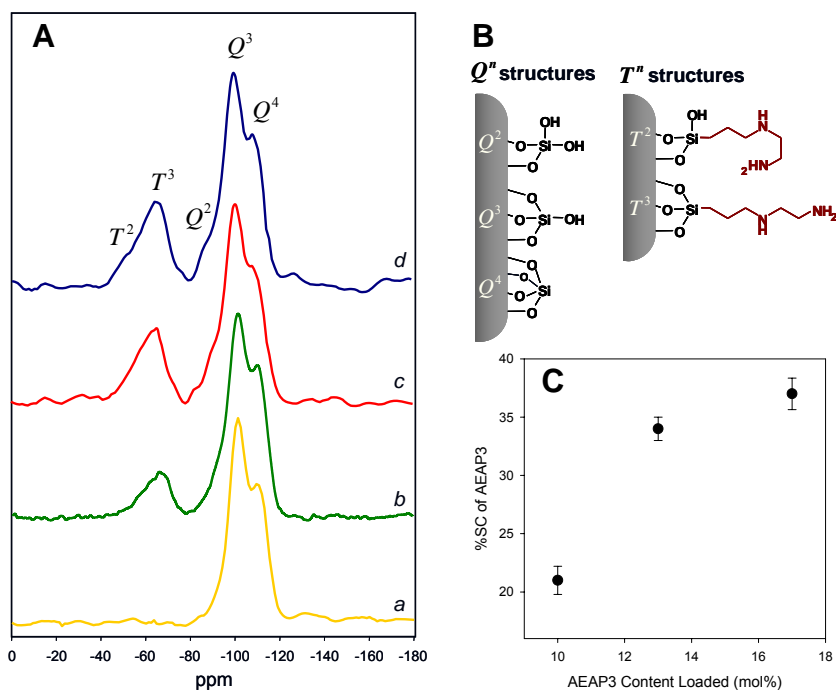 A
Q³
Q⁴
T³
Q²
T²
d
c
b
a
0 -20 -40 -60 -80 -100 -120 -140 -160 -180
ppm
B
Qⁿ structures
Tⁿ structures
Q²
OH
O Si OH
O
Q³
O Si OH
O
Q⁴
O
O Si
O
O
T²
OH
H
N
O Si
O
H₂N
T³
O
O Si
NH₂
O
N
H
C
40
35
30
25
20
%SC of AEAP3
10 12 14 16 18
AEAP3 Content Loaded (mol%)